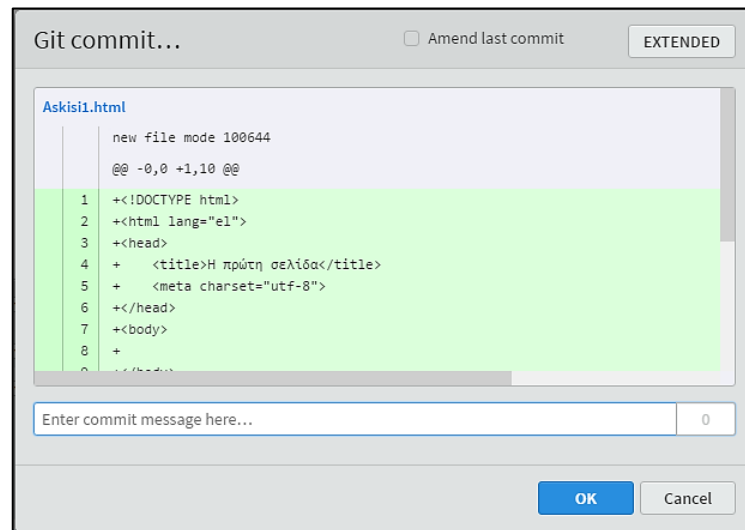 Git commit...
Amend last commit
EXTENDED
Askisi1.html
new file mode 100644
@@ -0,0 +1,10 @@
1 +<!DOCTYPE html>
2 +<html lang="el">
3 +<head>
4 + <title>Η πρώτη σελίδα</title>
5 + <meta charset="utf-8">
6 +</head>
7 +<body>
8 +
Enter commit message here...
0
OK
Cancel